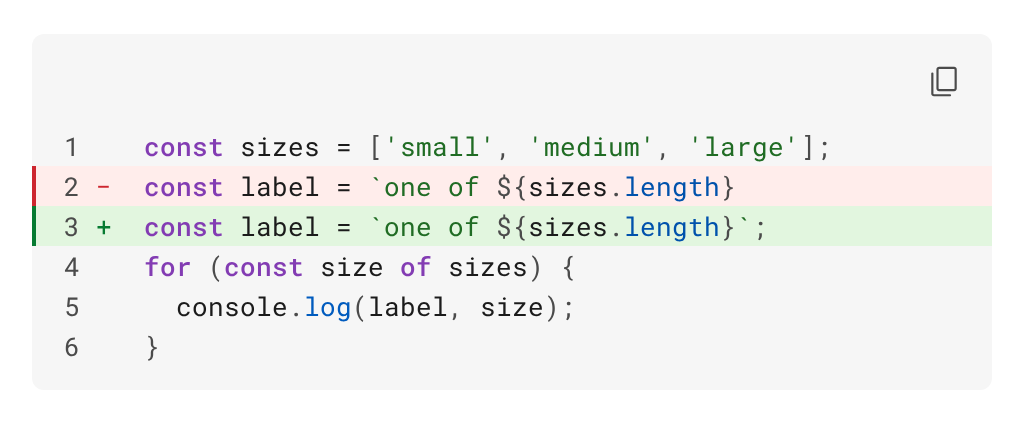 1 const sizes = ['small', 'medium', 'large'];
2 - const label = `one of ${sizes.length}
3 + const label = `one of ${sizes.length}`;
4 for (const size of sizes) {
5   console.log(label, size);
6 }